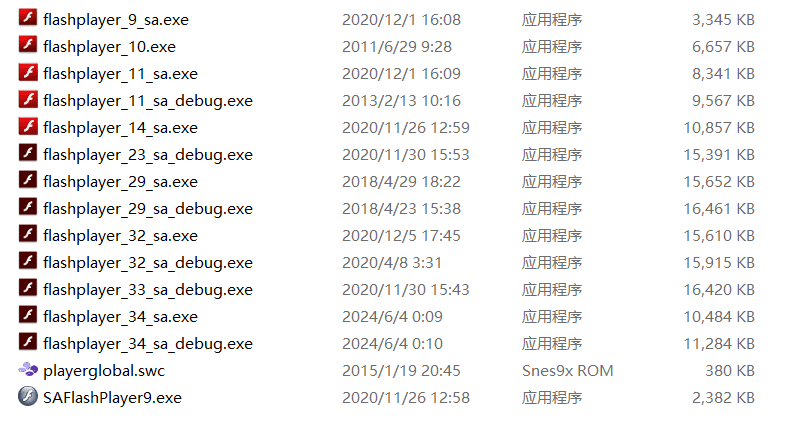 flashplayer_9_sa.exe 2020/12/1 16:08 应用程序 3,345 KB
flashplayer_10.exe 2011/6/29 9:28 应用程序 6,657 KB
flashplayer_11_sa.exe 2020/12/1 16:09 应用程序 8,341 KB
flashplayer_11_sa_debug.exe 2013/2/13 10:16 应用程序 9,567 KB
flashplayer_14_sa.exe 2020/11/26 12:59 应用程序 10,857 KB
flashplayer_23_sa_debug.exe 2020/11/30 15:53 应用程序 15,391 KB
flashplayer_29_sa.exe 2018/4/29 18:22 应用程序 15,652 KB
flashplayer_29_sa_debug.exe 2018/4/23 15:38 应用程序 16,461 KB
flashplayer_32_sa.exe 2020/12/5 17:45 应用程序 15,610 KB
flashplayer_32_sa_debug.exe 2020/4/8 3:31 应用程序 15,915 KB
flashplayer_33_sa_debug.exe 2020/11/30 15:43 应用程序 16,420 KB
flashplayer_34_sa.exe 2024/6/4 0:09 应用程序 10,484 KB
flashplayer_34_sa_debug.exe 2024/6/4 0:10 应用程序 11,284 KB
playerglobal.swc 2015/1/19 20:45 Snes9x ROM 380 KB
SAFlashPlayer9.exe 2020/11/26 12:58 应用程序 2,382 KB